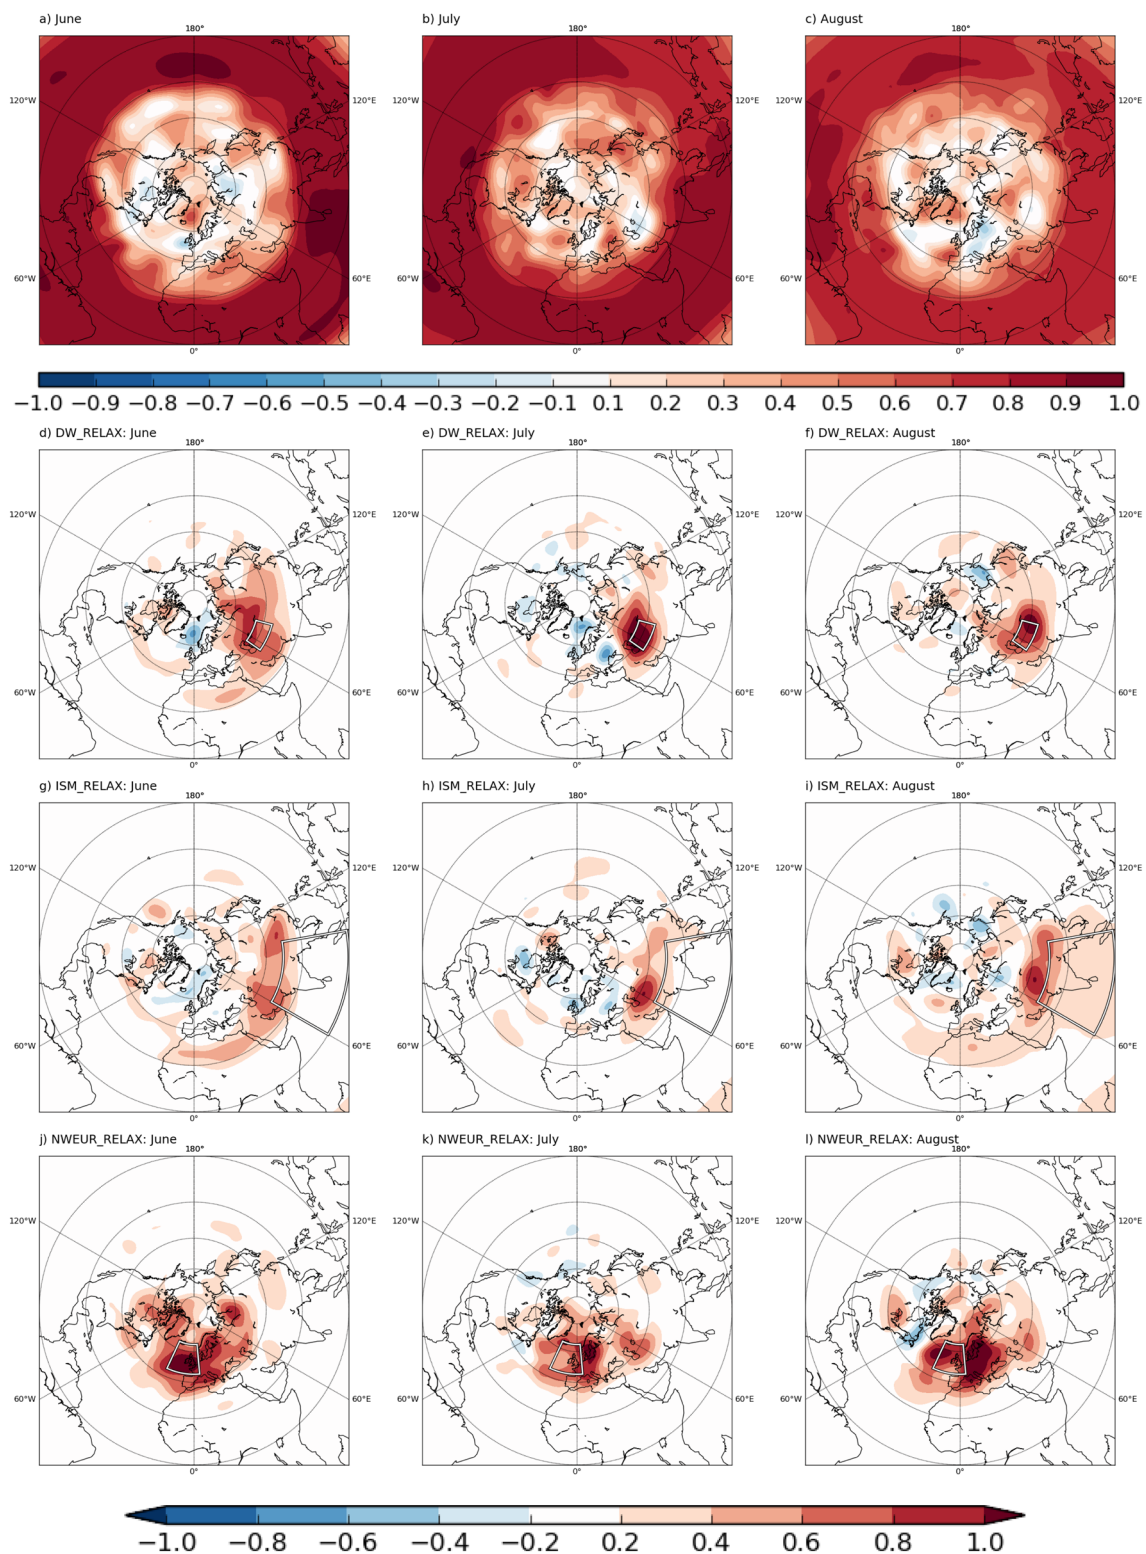 a) June
b) July
c) August
180°
180°
180°
120°W
120°E
120°W
120°E
120°W
120°E
60°W
60°E
60°W
60°E
60°W
60°E
0°
0°
0°
−1.0 −0.9 −0.8 −0.7 −0.6 −0.5 −0.4 −0.3 −0.2 −0.1 0.1 0.2 0.3 0.4 0.5 0.6 0.7 0.8 0.9 1.0
d) DW_RELAX: June
e) DW_RELAX: July
f) DW_RELAX: August
180°
180°
180°
120°W
120°E
120°W
120°E
120°W
120°E
60°W
60°E
60°W
60°E
60°W
60°E
0°
0°
0°
g) ISM_RELAX: June
h) ISM_RELAX: July
i) ISM_RELAX: August
180°
180°
180°
120°W
120°E
120°W
120°E
120°W
120°E
60°W
60°E
60°W
60°E
60°W
60°E
0°
0°
0°
j) NWEUR_RELAX: June
k) NWEUR_RELAX: July
l) NWEUR_RELAX: August
180°
180°
180°
120°W
120°E
120°W
120°E
120°W
120°E
60°W
60°E
60°W
60°E
60°W
60°E
0°
0°
0°
−1.0 −0.8 −0.6 −0.4 −0.2 0.2 0.4 0.6 0.8 1.0